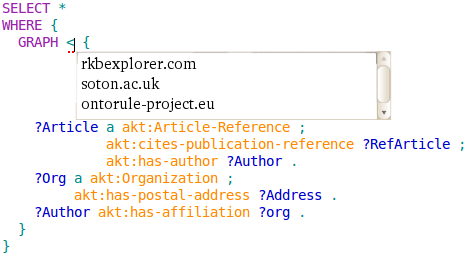 SELECT *
WHERE {
GRAPH < {
rkbexplorer.com
soton.ac.uk
ontorule-project.eu
?Article a akt:Article-Reference ;
akt:cites-publication-reference ?RefArticle ;
akt:has-author ?Author .
?Org a akt:Organization ;
akt:has-postal-address ?Address .
?Author akt:has-affiliation ?org .
}
}